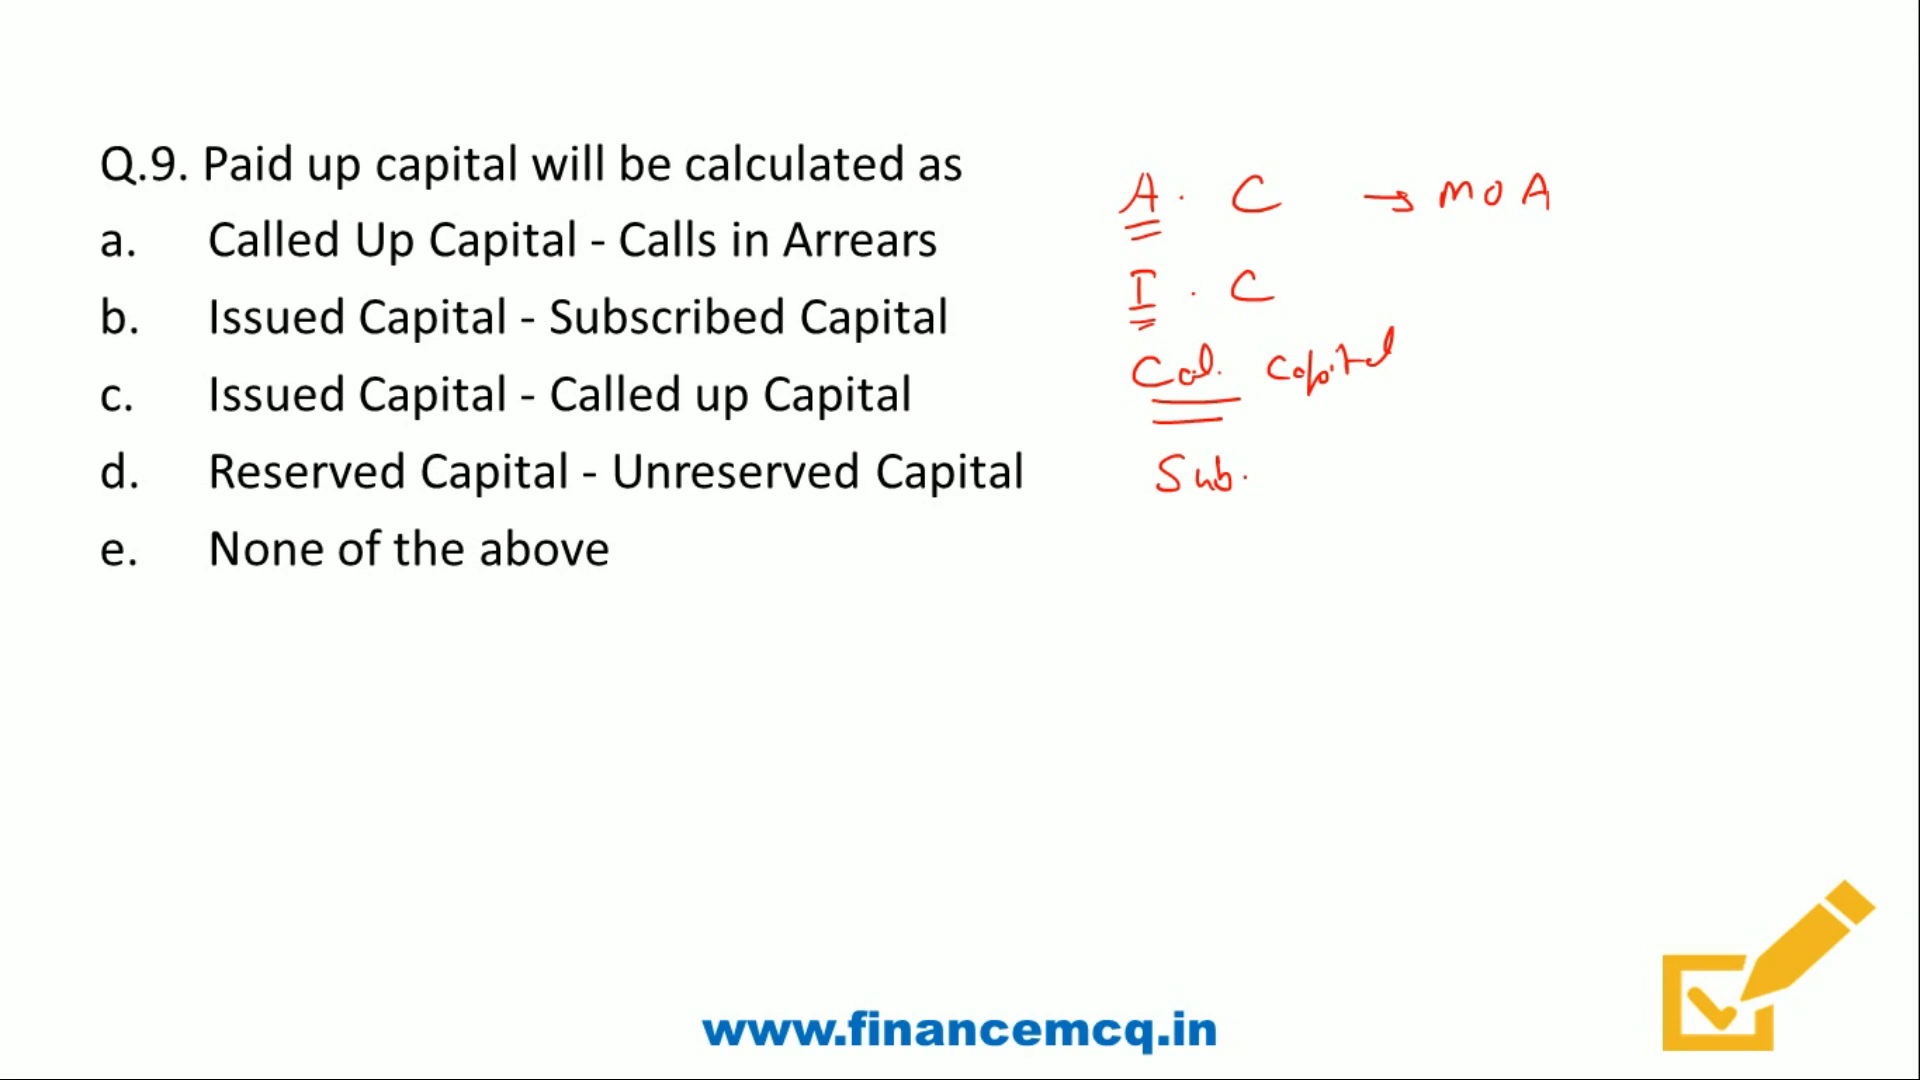 Q.9. Paid up capital will be calculated as
a. Called Up Capital - Calls in Arrears
b. Issued Capital - Subscribed Capital
c. Issued Capital - Called up Capital
d. Reserved Capital - Unreserved Capital
e. None of the above
A. C → MOA
I. C
Cal. Capital
Sub.
www.financemcq.in